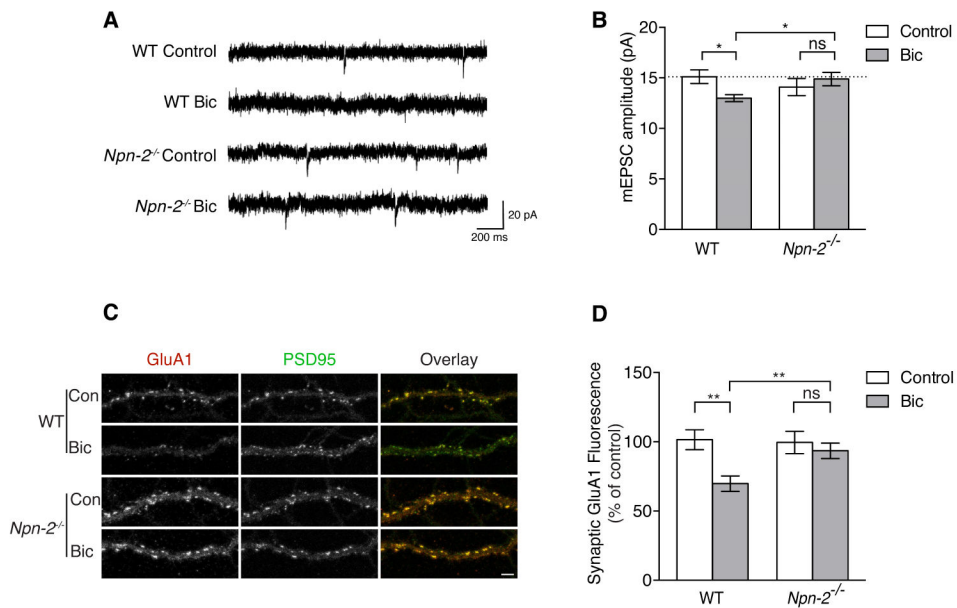 A
WT Control
WT Bic
Npn-2-/- Control
Npn-2-/- Bic
20 pA
200 ms
B
mEPSC amplitude (pA)
20
15
10
5
0
*
*
ns
Control
Bic
WT
Npn-2-/-
C
GluA1
PSD95
Overlay
WT
Con
Bic
Npn-2-/-
Con
Bic
D
Synaptic GluA1 Fluorescence
(% of control)
150
100
50
0
**
**
ns
Control
Bic
WT
Npn-2-/-